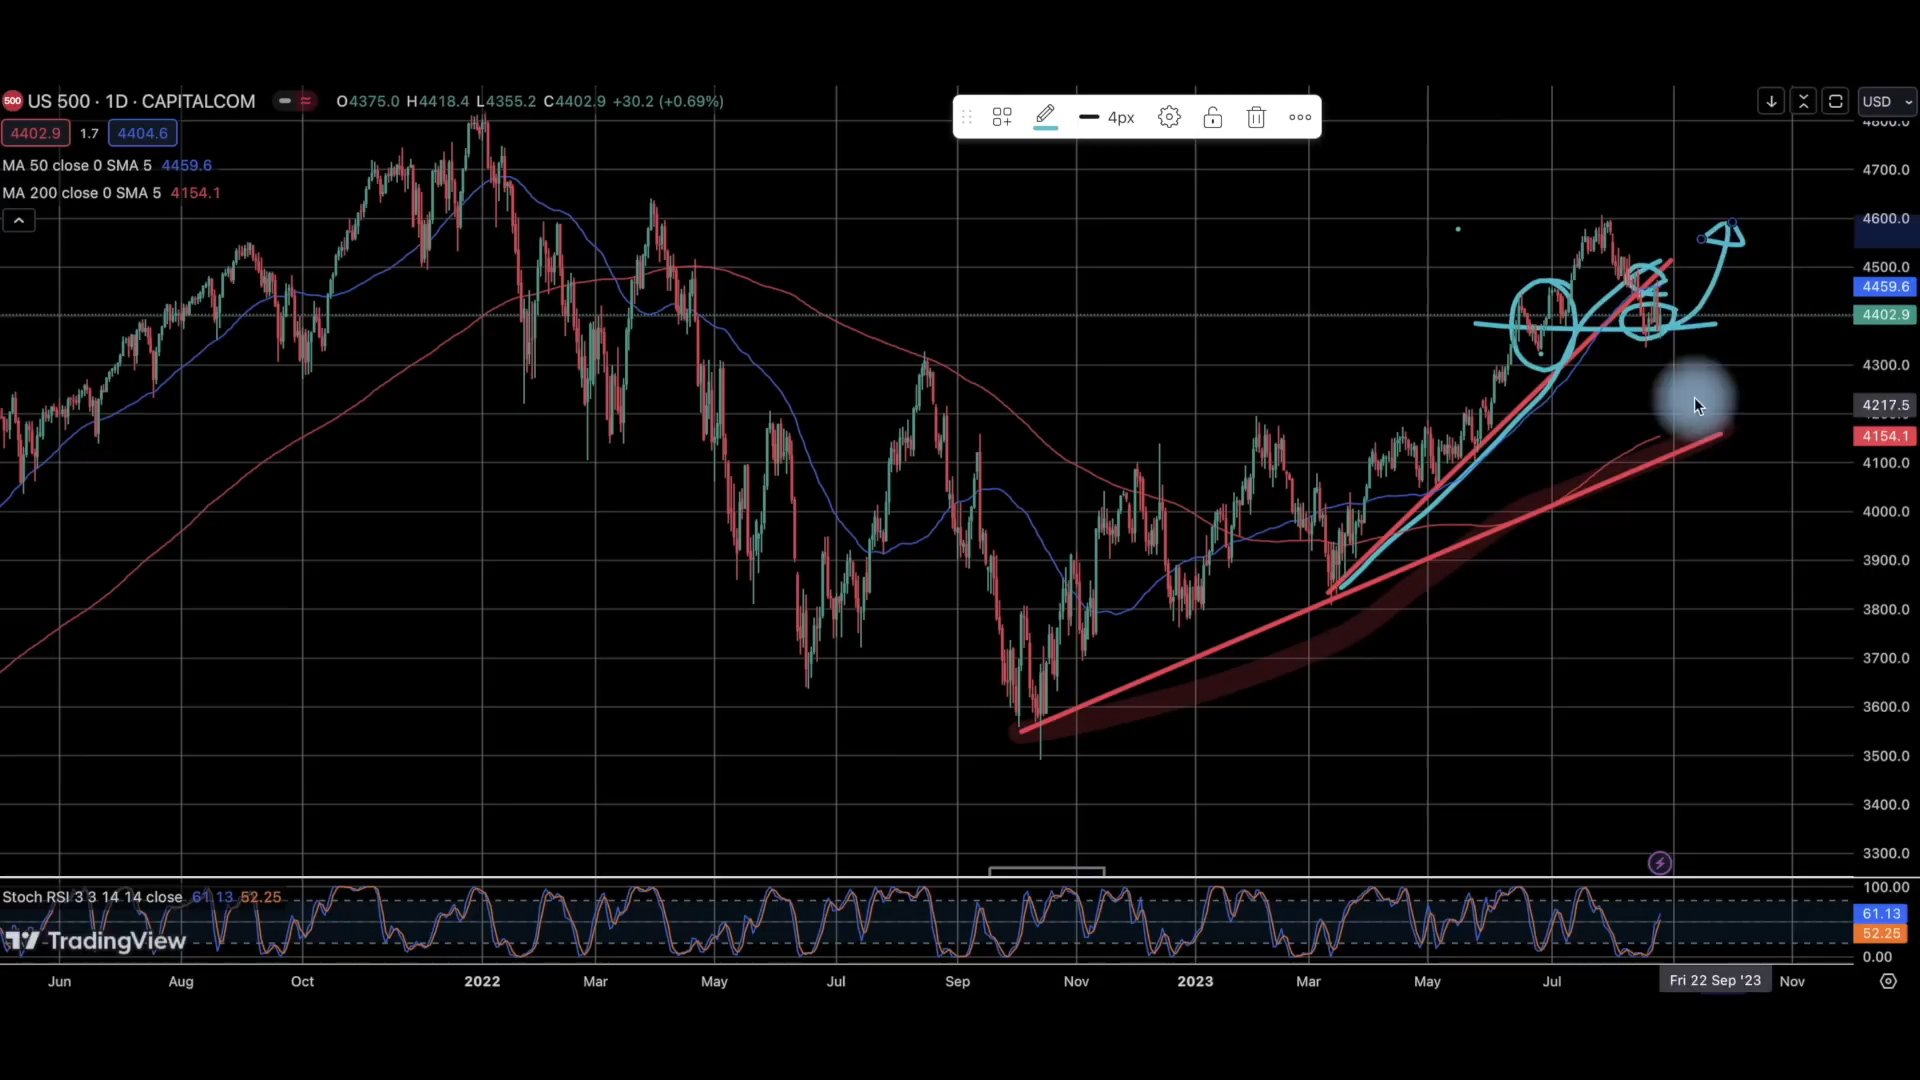 500 US 500 · 1D · CAPITALCOM O4375.0 H4418.4 L4355.2 C4402.9 +30.2 (+0.69%)
4402.9 1.7 4404.6
MA 50 close 0 SMA 5 4459.6
MA 200 close 0 SMA 5 4154.1
4px
USD
4800.0
4700.0
4600.0
4500.0
4459.6
4402.9
4300.0
4217.5
4154.1
4100.0
4000.0
3900.0
3800.0
3700.0
3600.0
3500.0
3400.0
3300.0
Stoch RSI 3 3 14 14 close 61.13 52.25
100.00
61.13
52.25
0.00
TradingView
Jun Aug Oct 2022 Mar May Jul Sep Nov 2023 Mar May Jul Fri 22 Sep '23 Nov